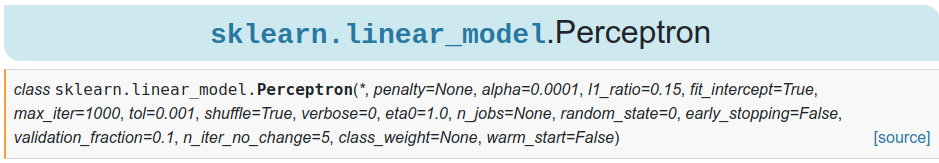 sklearn.linear_model.Perceptron
class sklearn.linear_model.Perceptron(*, penalty=None, alpha=0.0001, l1_ratio=0.15, fit_intercept=True,
max_iter=1000, tol=0.001, shuffle=True, verbose=0, eta0=1.0, n_jobs=None, random_state=0, early_stopping=False,
validation_fraction=0.1, n_iter_no_change=5, class_weight=None, warm_start=False) [source]